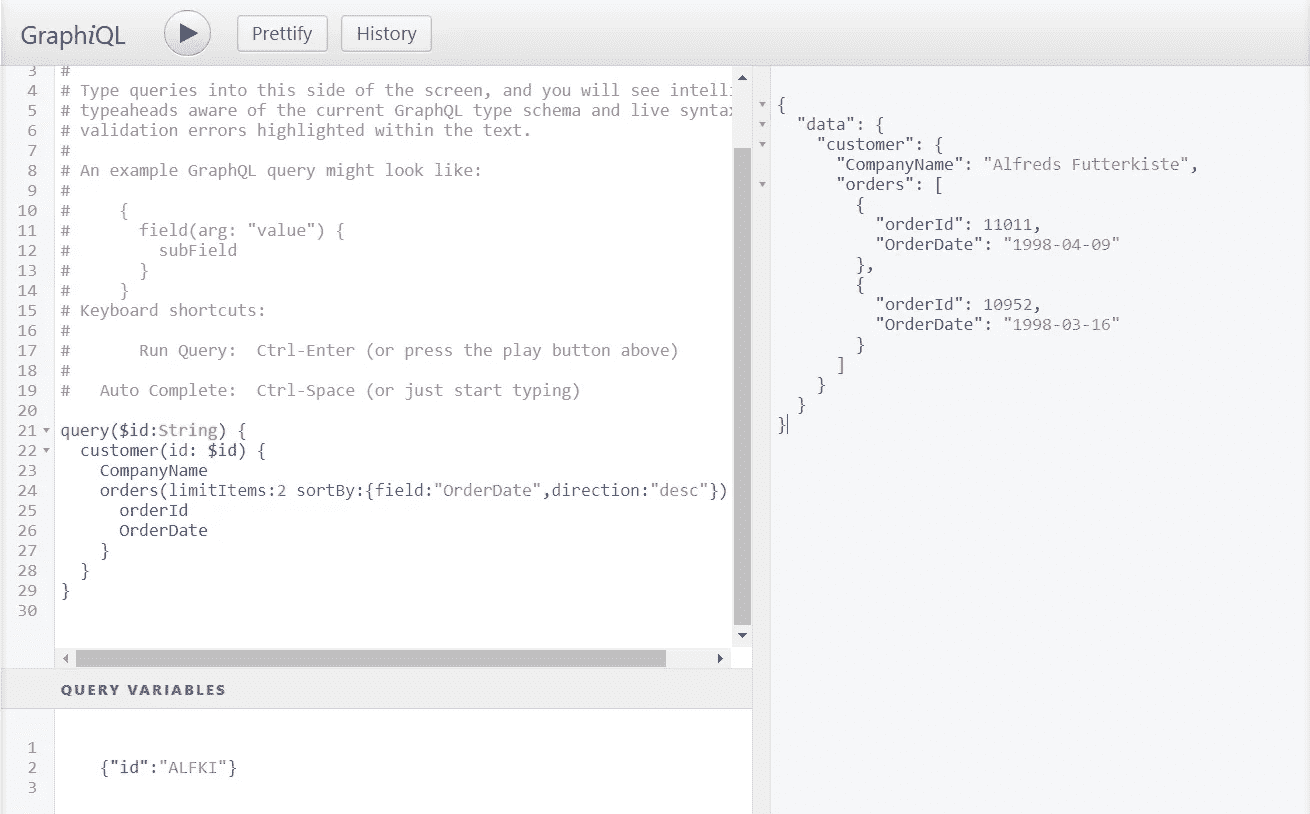 GraphiQL Prettify History
3 #
4 # Type queries into this side of the screen, and you will see intelli
5 # typeaheads aware of the current GraphQL type schema and live syntax
6 # validation errors highlighted within the text.
7 #
8 # An example GraphQL query might look like:
9 #
10 #     {
11 #       field(arg: "value") {
12 #         subField
13 #       }
14 #     }
15 # Keyboard shortcuts:
16 #
17 #       Run Query:  Ctrl-Enter (or press the play button above)
18 #
19 #   Auto Complete:  Ctrl-Space (or just start typing)
20
21 query($id:String) {
22   customer(id: $id) {
23     CompanyName
24     orders(limitItems:2 sortBy:{field:"OrderDate",direction:"desc"})
25       orderId
26       OrderDate
27     }
28   }
29 }
30
QUERY VARIABLES
1
2     {"id":"ALFKI"}
3
{
  "data": {
    "customer": {
      "CompanyName": "Alfreds Futterkiste",
      "orders": [
        {
          "orderId": 11011,
          "OrderDate": "1998-04-09"
        },
        {
          "orderId": 10952,
          "OrderDate": "1998-03-16"
        }
      ]
    }
  }
}